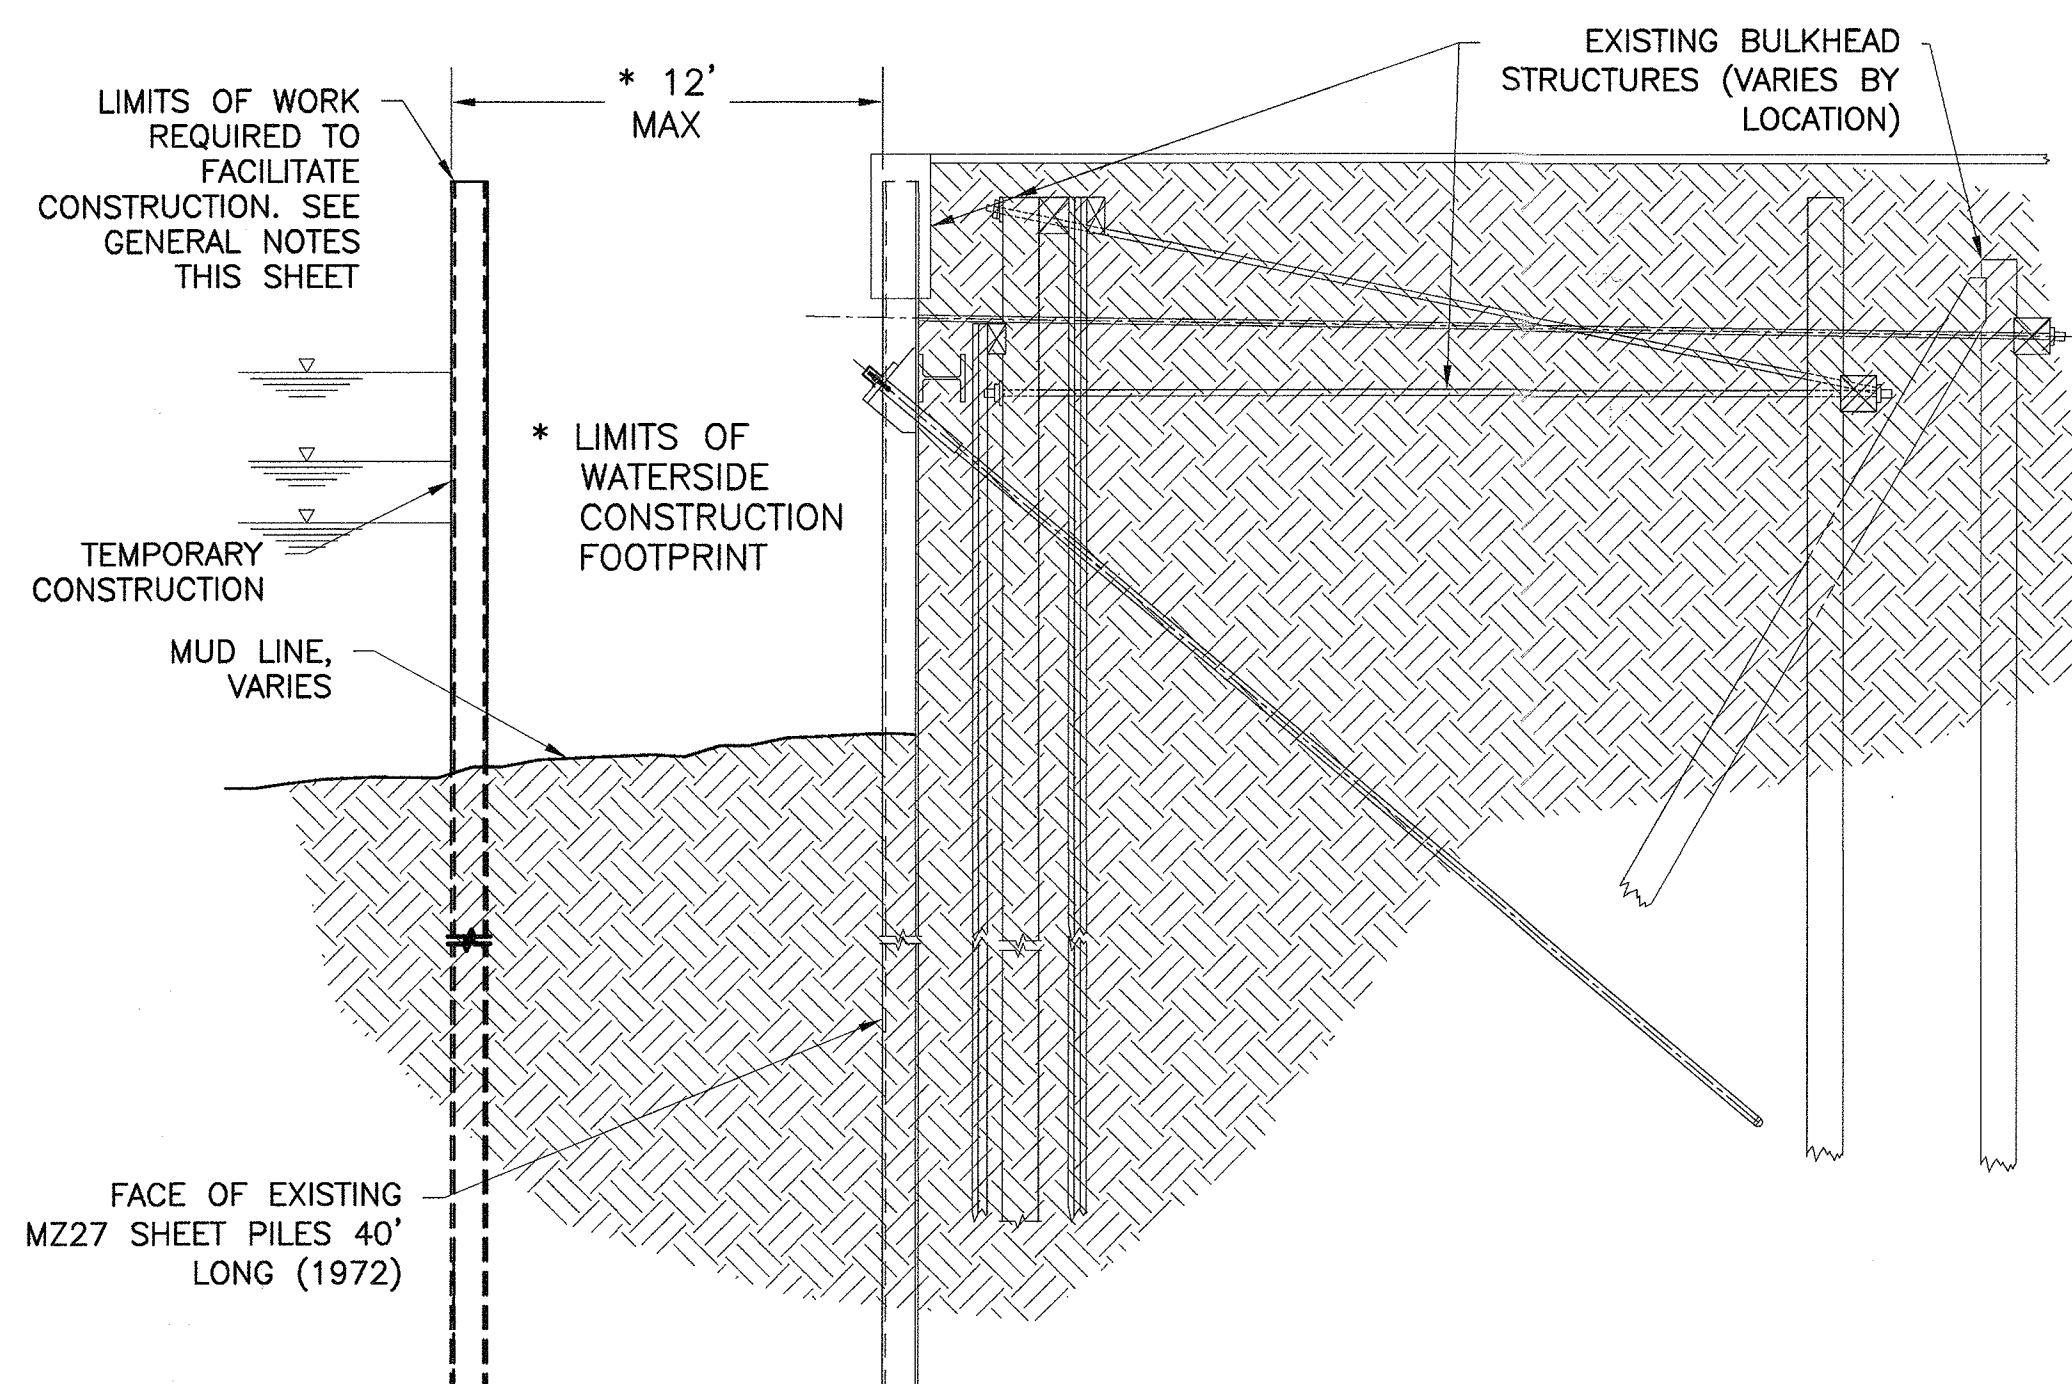 * 12'
MAX
EXISTING BULKHEAD
STRUCTURES (VARIES BY
LOCATION)
LIMITS OF WORK
REQUIRED TO
FACILITATE
CONSTRUCTION. SEE
GENERAL NOTES
THIS SHEET
* LIMITS OF
WATERSIDE
CONSTRUCTION
FOOTPRINT
TEMPORARY
CONSTRUCTION
MUD LINE,
VARIES
FACE OF EXISTING
MZ27 SHEET PILES 40'
LONG (1972)